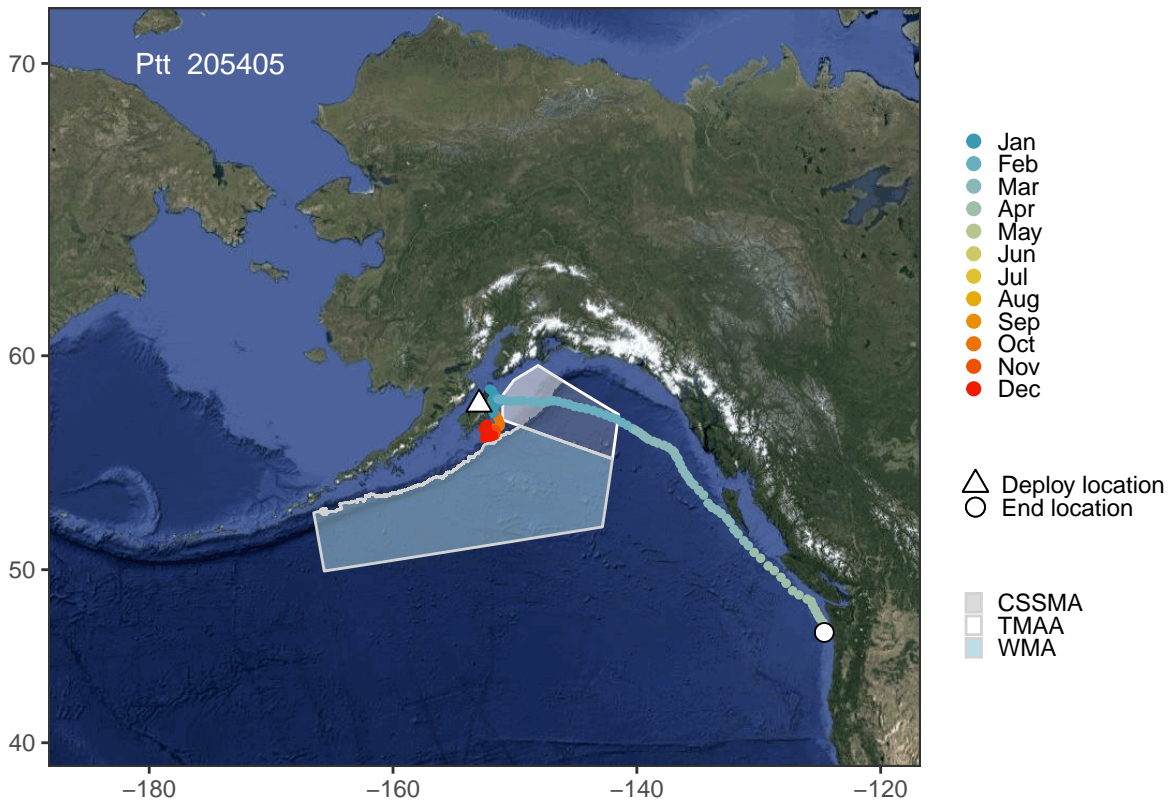 Ptt 205405
70
60
50
40
−180
−160
−140
−120
Jan
Feb
Mar
Apr
May
Jun
Jul
Aug
Sep
Oct
Nov
Dec
Deploy location
End location
CSSMA
TMAA
WMA